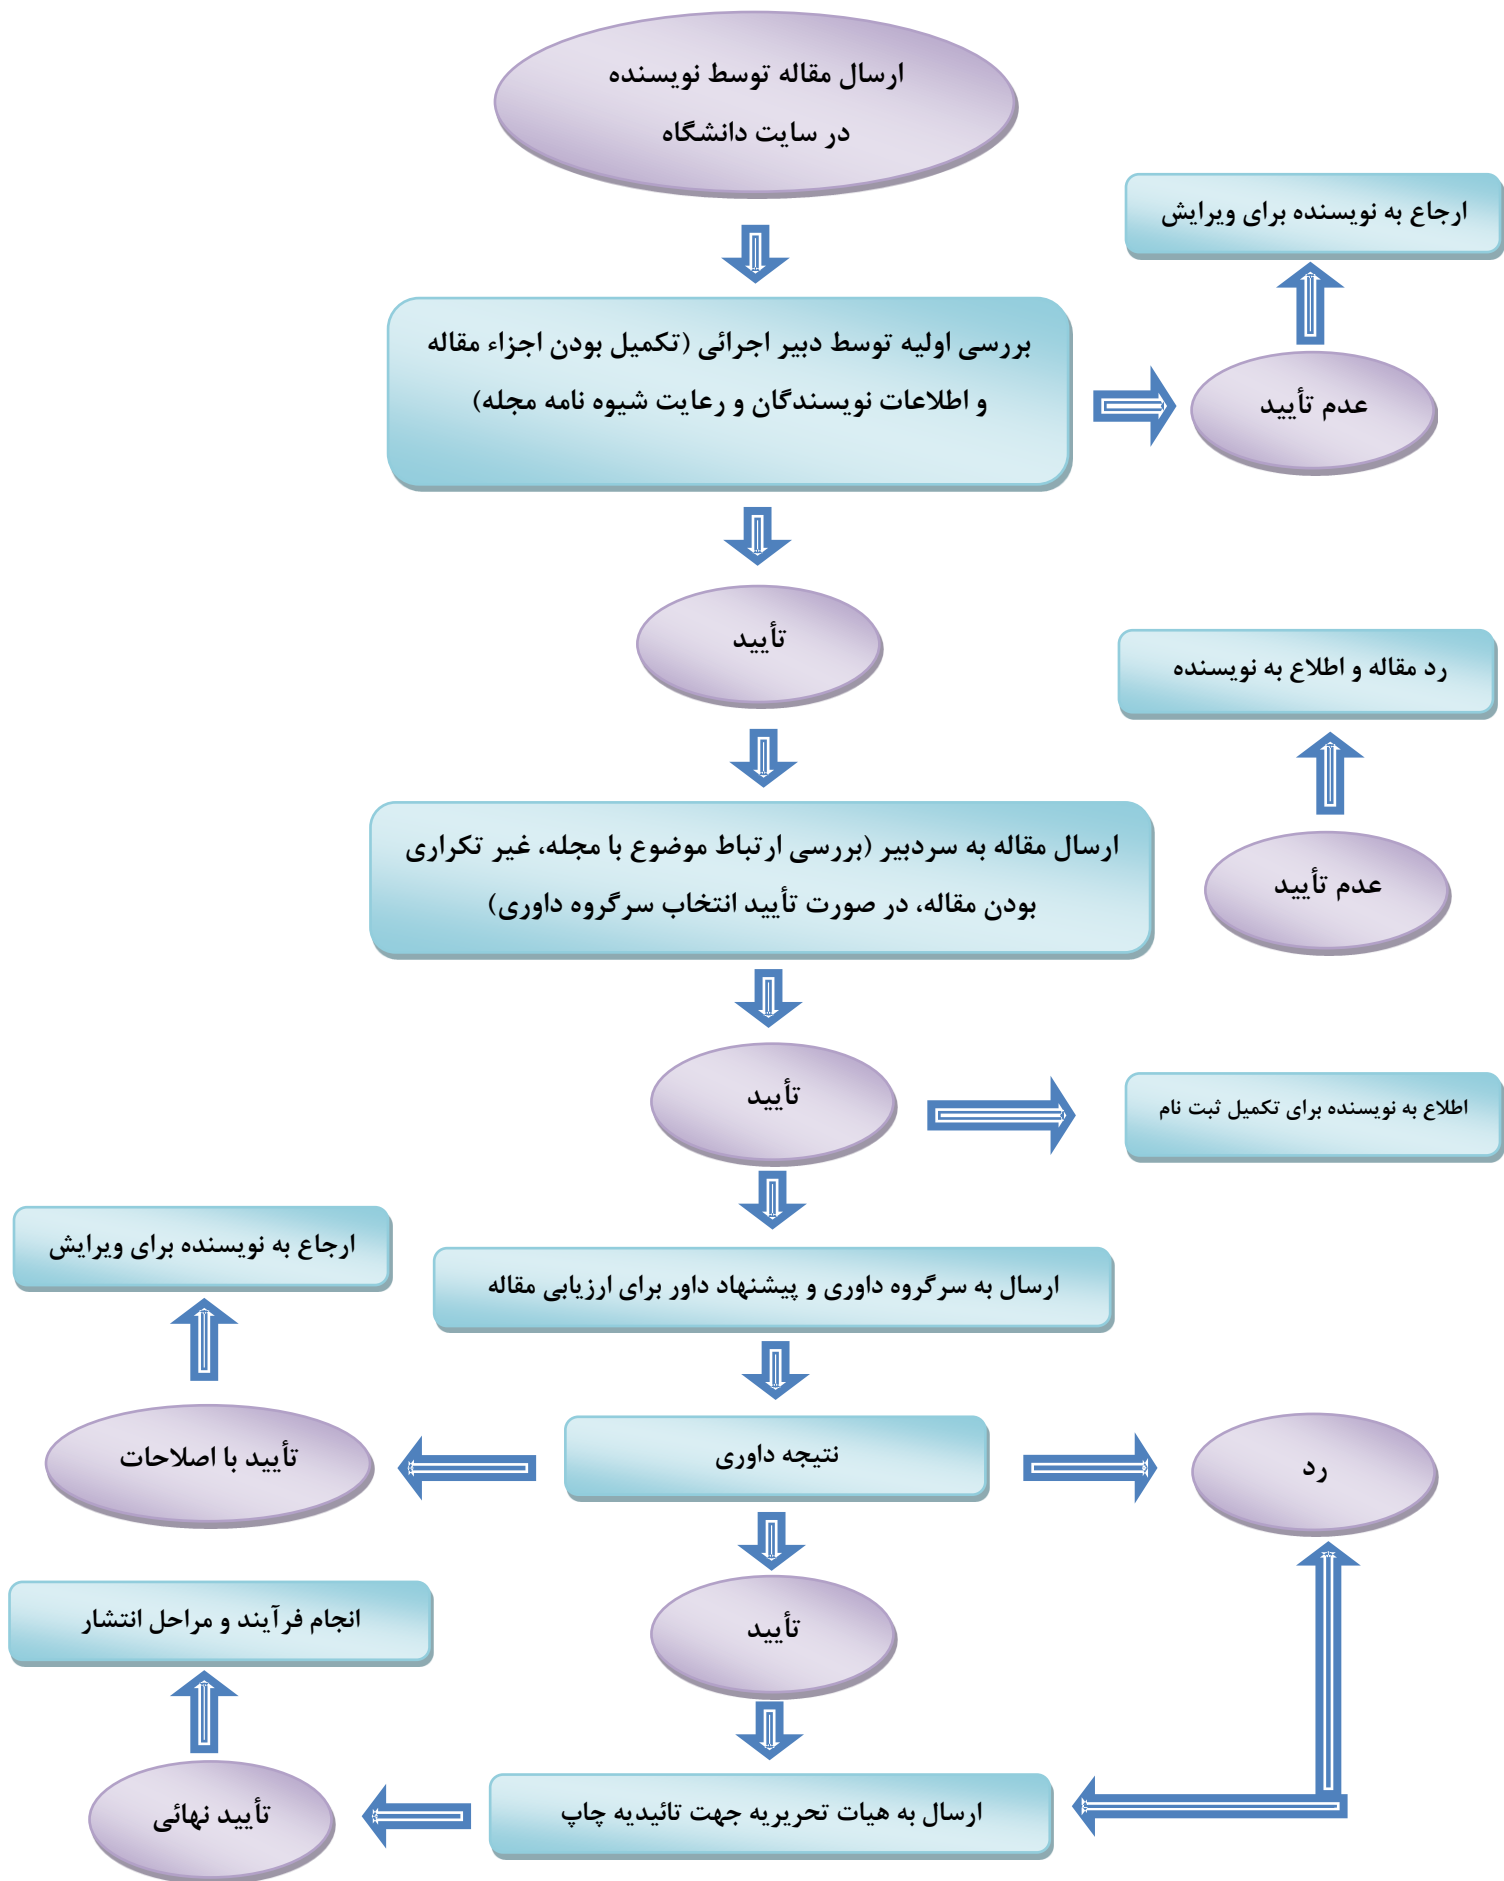 ارسال مقاله توسط نویسنده
در سایت دانشگاه
ارجاع به نویسنده برای ویرایش
بررسی اولیه توسط دبیر اجرائی (تکمیل بودن اجزاء مقاله
و اطلاعات نویسندگان و رعایت شیوه نامه مجله)
عدم تأیید
تأیید
رد مقاله و اطلاع به نویسنده
ارسال مقاله به سردبیر (بررسی ارتباط موضوع با مجله، غیر تکراری
بودن مقاله، در صورت تأیید انتخاب سرگروه داوری)
عدم تأیید
تأیید
اطلاع به نویسنده برای تکمیل ثبت نام
ارجاع به نویسنده برای ویرایش
ارسال به سرگروه داوری و پیشنهاد داور برای ارزیابی مقاله
تأیید با اصلاحات
نتیجه داوری
رد
انجام فرآیند و مراحل انتشار
تأیید
تأیید نهائی
ارسال به هیات تحریریه جهت تائیدیه چاپ